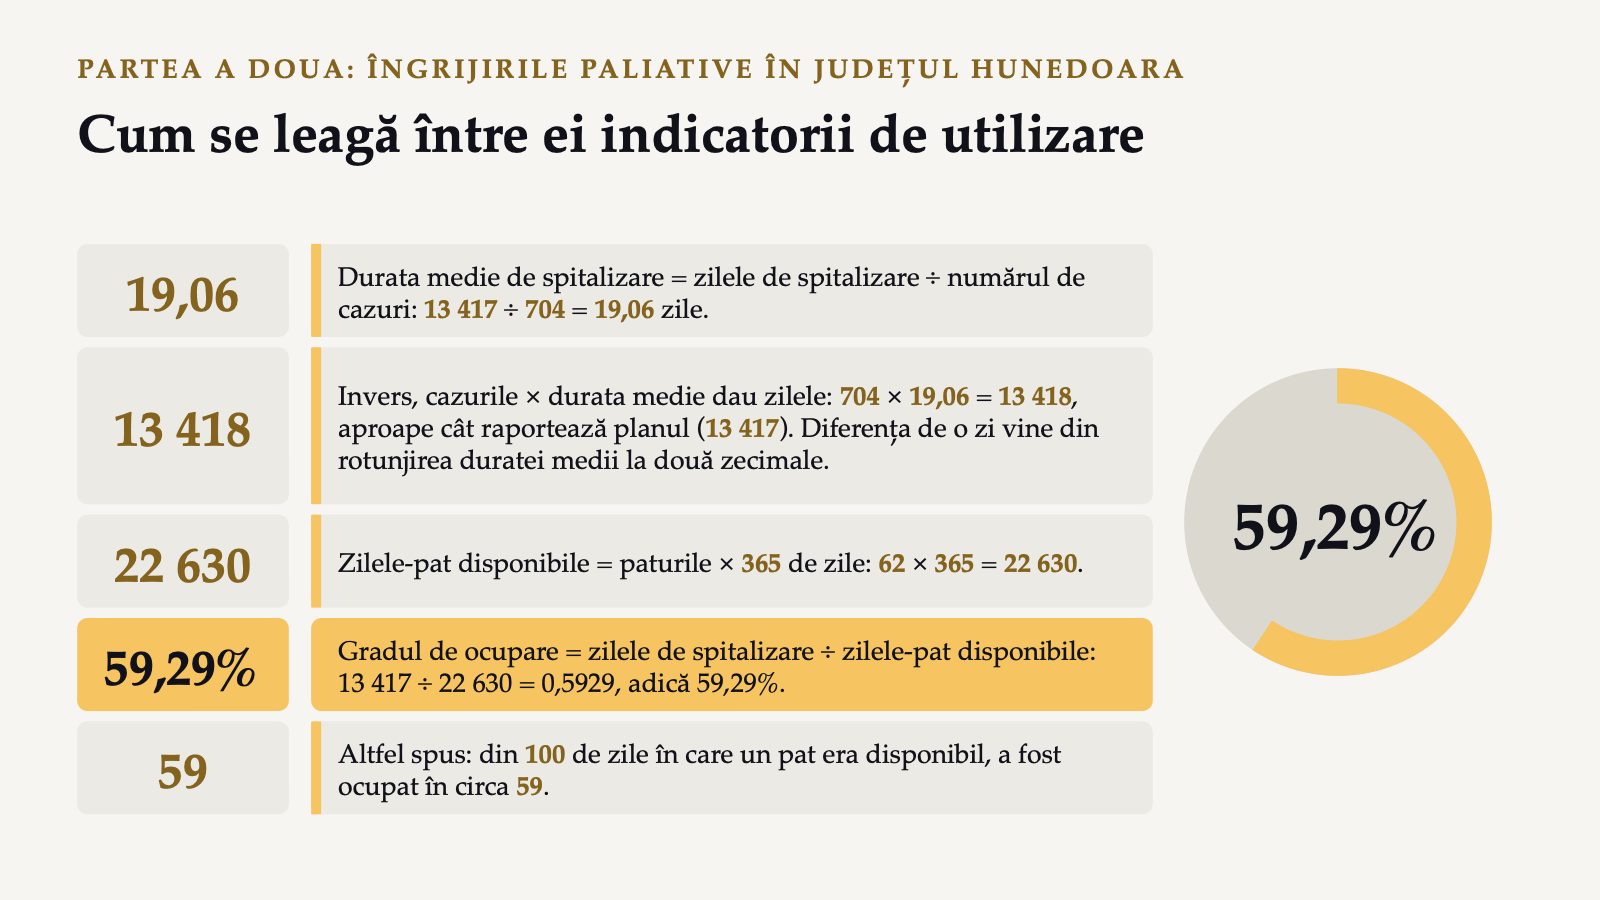 PARTEA A DOUA: ÎNGRIJIRILE PALIATIVE ÎN JUDEȚUL HUNEDOARA
Cum se leagă între ei indicatorii de utilizare
19,06
Durata medie de spitalizare = zilele de spitalizare ÷ numărul de
cazuri: 13 417 ÷ 704 = 19,06 zile.
13 418
Invers, cazurile × durata medie dau zilele: 704 × 19,06 = 13 418,
aproape cât raportează planul (13 417). Diferența de o zi vine din
rotunjirea duratei medii la două zecimale.
22 630
Zilele-pat disponibile = paturile × 365 de zile: 62 × 365 = 22 630.
59,29%
Gradul de ocupare = zilele de spitalizare ÷ zilele-pat disponibile:
13 417 ÷ 22 630 = 0,5929, adică 59,29%.
59
Altfel spus: din 100 de zile în care un pat era disponibil, a fost
ocupat în circa 59.
59,29%